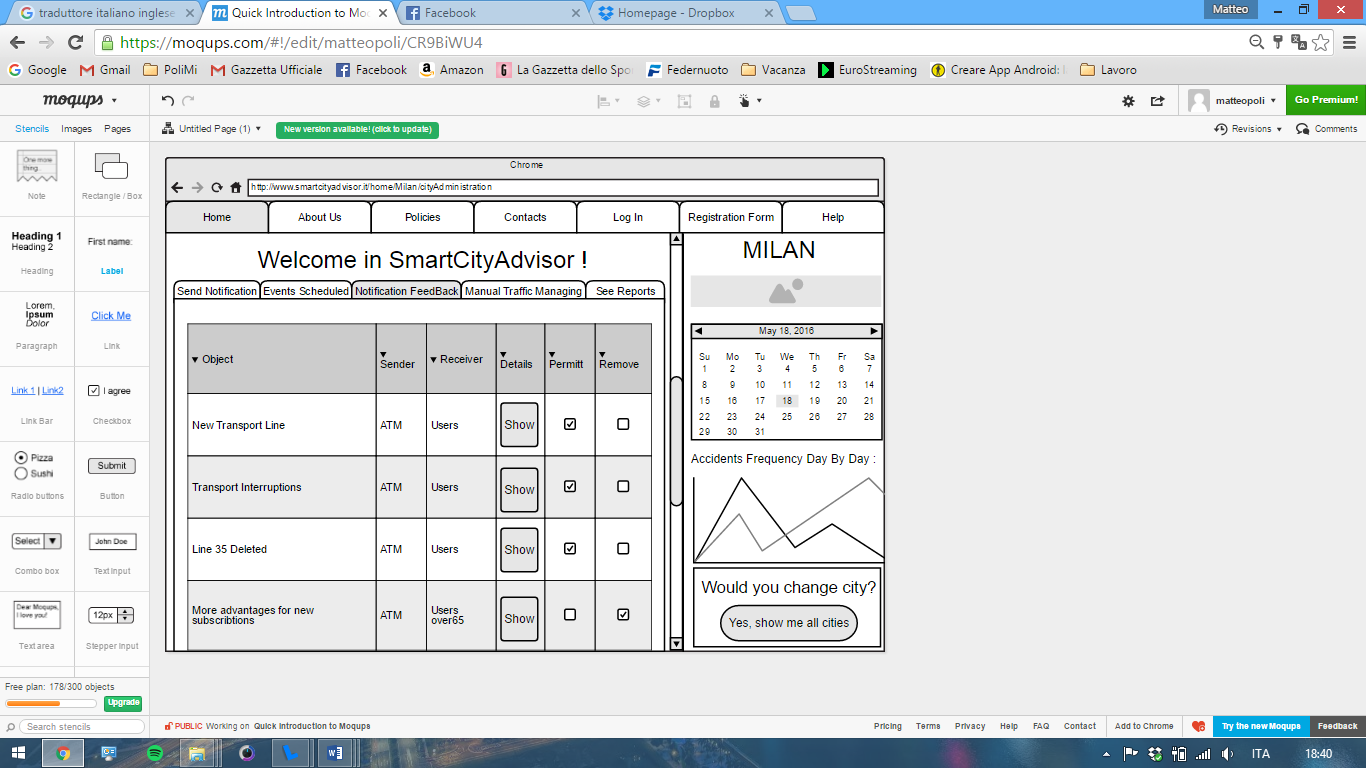 traduttore italiano inglese
Quick Introduction to Moq
Facebook
Homepage - Dropbox
Matteo
https://moqups.com/#!/edit/matteopoli/CR9BiWU4
Google
Gmail
PoliMi
Gazzetta Ufficiale
Facebook
Amazon
La Gazzetta dello Spo
Federnuoto
Vacanza
EuroStreaming
Creare App Android:
Lavoro
moqups
matteopoli
Go Premium!
Stencils Images Pages
Untitled Page (1)
New version available! (click to update)
Revisions
Comments
One more thing.
Note
Rectangle / Box
Heading 1
Heading 2
Heading
First name:
Label
Lorem,
Ipsum
Dolor
Paragraph
Click Me
Link
Link 1 | Link2
Link Bar
I agree
Checkbox
Pizza
Sushi
Radio buttons
Submit
Button
Select
Combo box
John Doe
Text Input
Dear Moqups,
I love you!
Text area
12px
Stepper Input
Free plan: 178/300 objects
Upgrade
Search stencils
Chrome
http://www.smartcityadvisor.it/home/Milan/cityAdministration
Home About Us Policies Contacts Log In Registration Form Help
Welcome in SmartCityAdvisor !
Send Notification Events Scheduled Notification FeedBack Manual Traffic Managing See Reports
Object Sender Receiver Details Permitt Remove
New Transport Line ATM Users Show
Transport Interruptions ATM Users Show
Line 35 Deleted ATM Users Show
More advantages for new
subscribtions
ATM
Users
over65
Show
MILAN
May 18, 2016
Su Mo Tu We Th Fr Sa
1 2 3 4 5 6 7
8 9 10 11 12 13 14
15 16 17 18 19 20 21
22 23 24 25 26 27 28
29 30 31
Accidents Frequency Day By Day :
Would you change city?
Yes, show me all cities
PUBLIC Working on Quick Introduction to Moqups
Pricing Terms Privacy Help FAQ Contact
Add to Chrome
Try the new Moqups
Feedback
ITA
18:40